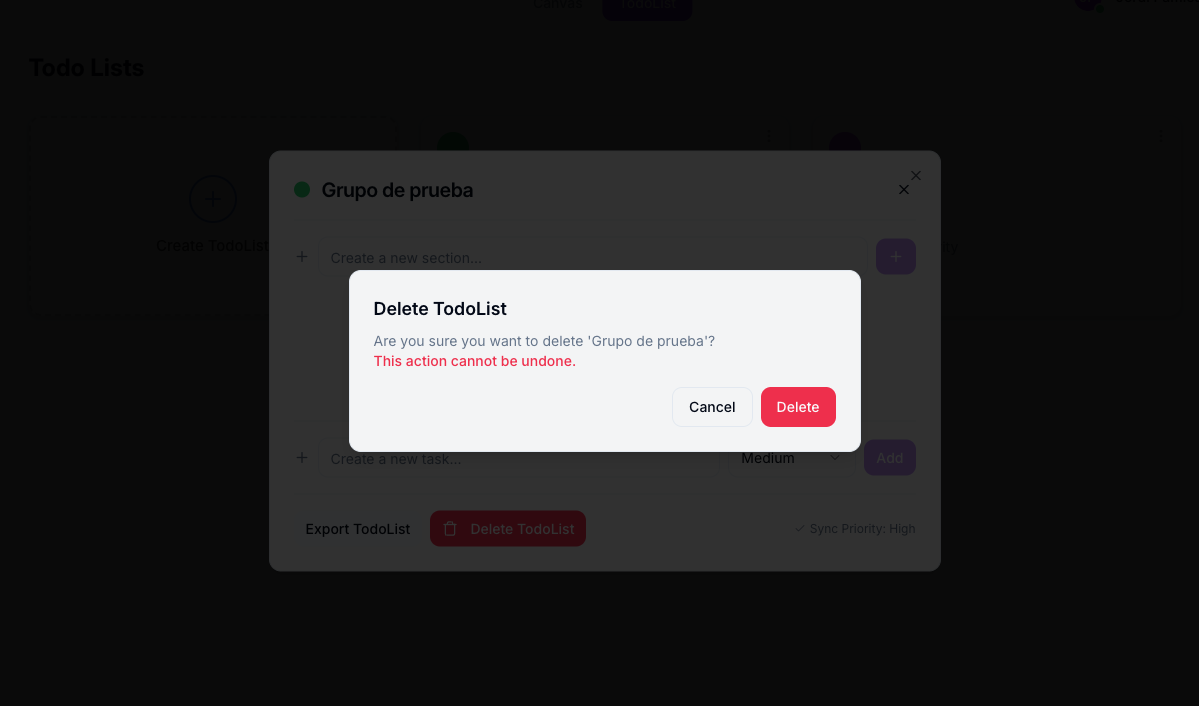 Canvas
TodoList
Todo Lists
Create TodoList
Grupo de prueba
Create a new section...
Delete TodoList
Are you sure you want to delete 'Grupo de prueba'?
This action cannot be undone.
Cancel
Delete
Create a new task...
Medium
Add
Export TodoList
Delete TodoList
Sync Priority: High